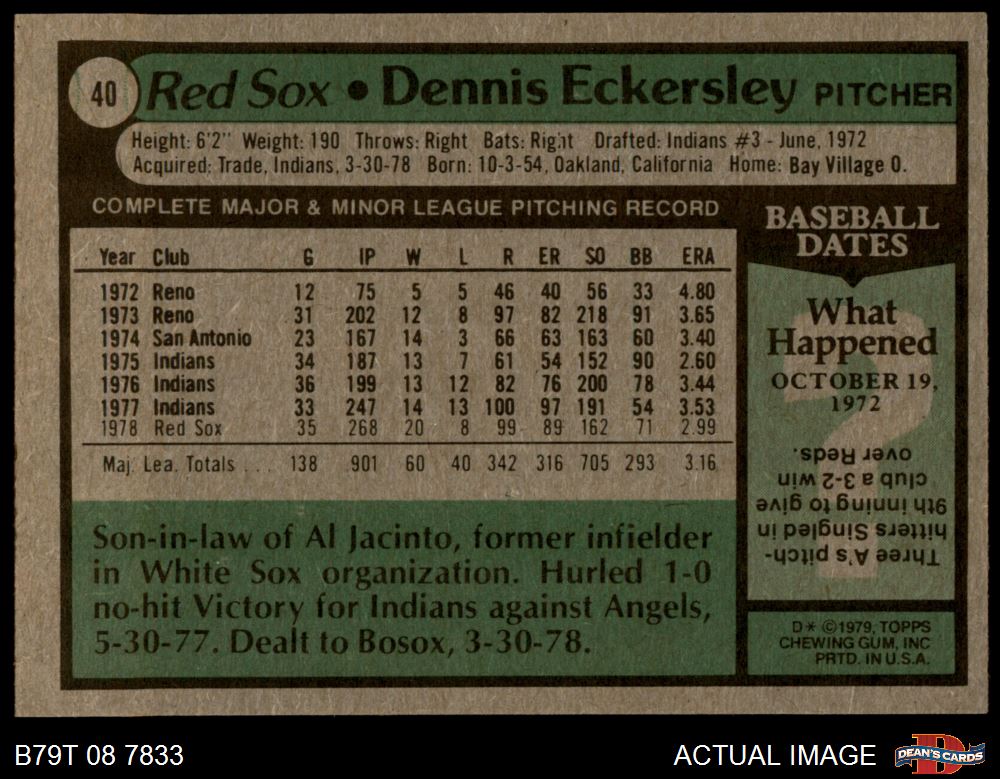 40 Red Sox • Dennis Eckersley PITCHER
Height: 6'2" Weight: 190 Throws: Right Bats: Right Drafted: Indians #3 - June, 1972
Acquired: Trade, Indians, 3-30-78 Born: 10-3-54, Oakland, California Home: Bay Village O.
COMPLETE MAJOR & MINOR LEAGUE PITCHING RECORD
Year Club G IP W L R ER SO BB ERA
1972 Reno 12 75 5 5 46 40 56 33 4.80
1973 Reno 31 202 12 8 97 82 218 91 3.65
1974 San Antonio 23 167 14 3 66 63 163 60 3.40
1975 Indians 34 187 13 7 61 54 152 90 2.60
1976 Indians 36 199 13 12 82 76 200 78 3.44
1977 Indians 33 247 14 13 100 97 191 54 3.53
1978 Red Sox 35 268 20 8 99 89 162 71 2.99
Maj. Lea. Totals ... 138 901 60 40 342 316 705 293 3.16
Son-in-law of Al Jacinto, former infielder
in White Sox organization. Hurled 1-0
no-hit Victory for Indians against Angels,
5-30-77. Dealt to Bosox, 3-30-78.
BASEBALL
DATES
What
Happened
OCTOBER 19,
1972
Three A's pitch-
hitters Singled in
9th inning to give
club a 3-2 win
over Reds.
D* ©1979, TOPPS
CHEWING GUM, INC
PRTD. IN U.S.A.
B79T 08 7833
ACTUAL IMAGE
DEAN'S CARDS